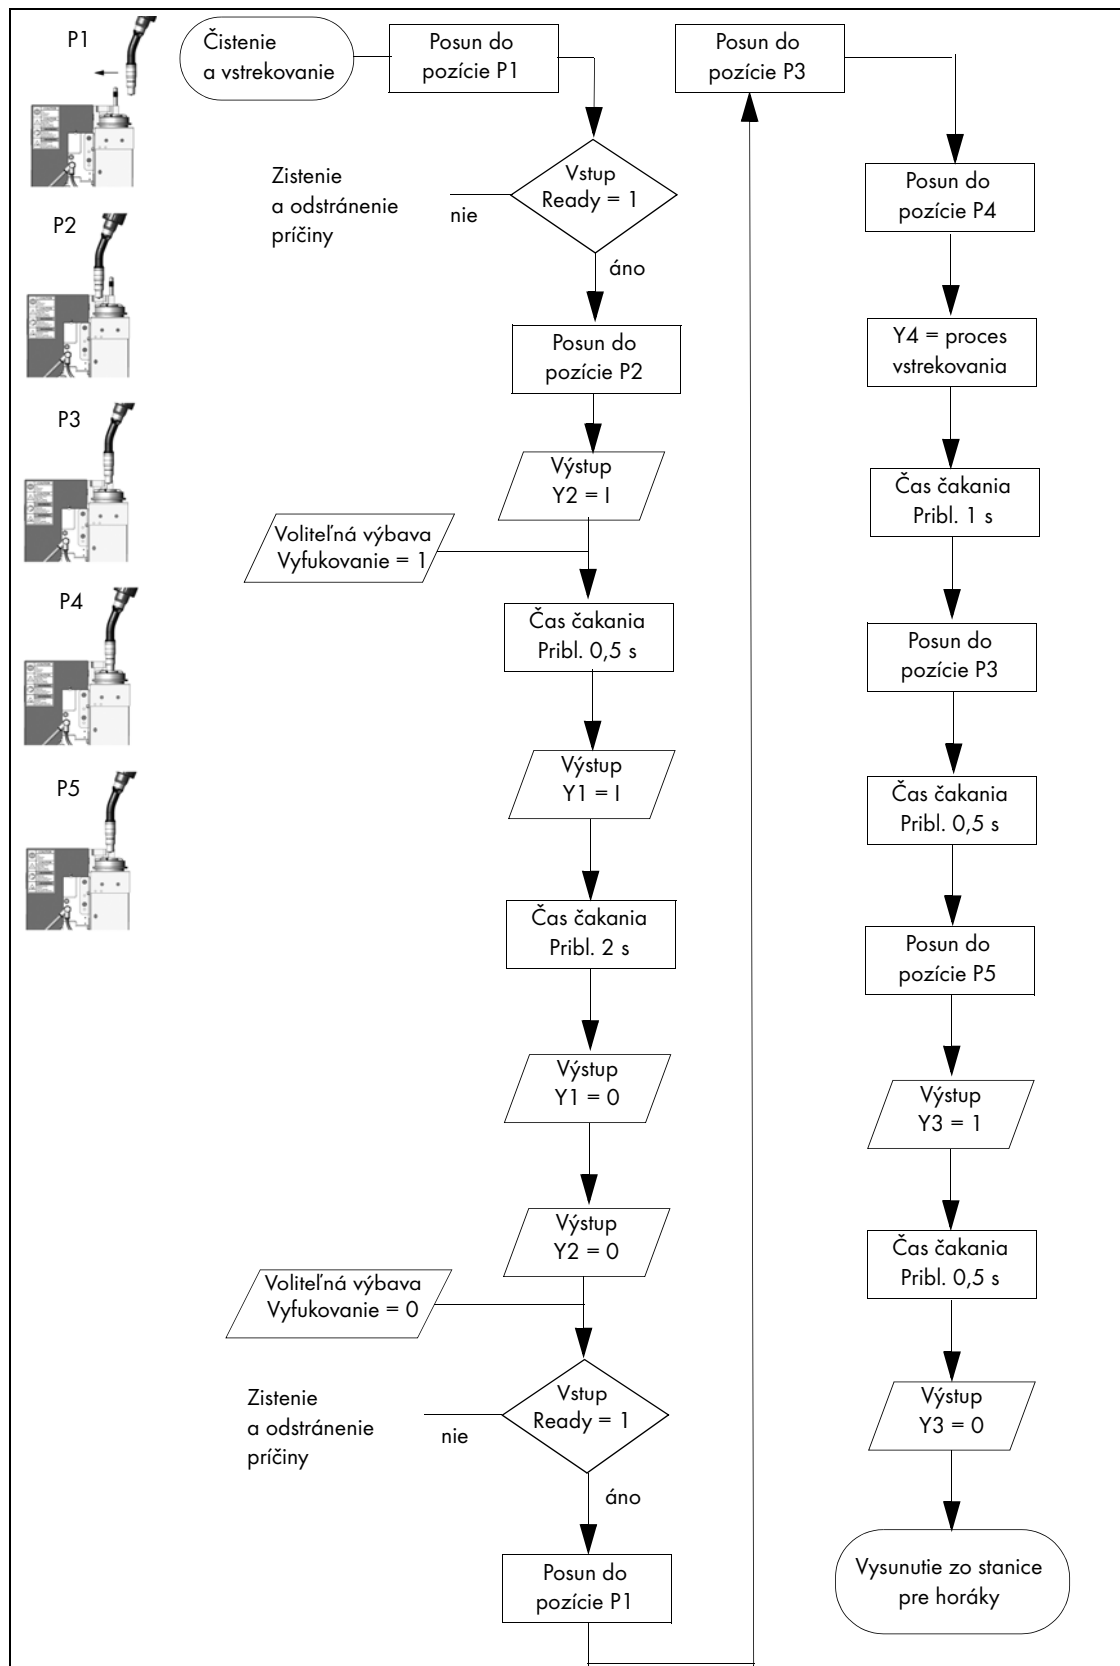 P1
P2
P3
P4
P5
Čistenie
a vstrekovanie
Posun do
pozície P1
Vstup
Ready = 1
Zistenie
a odstránenie
príčiny
nie
áno
Posun do
pozície P2
Výstup
Y2 = I
Voliteľná výbava
Vyfukovanie = 1
Čas čakania
Pribl. 0,5 s
Výstup
Y1 = I
Čas čakania
Pribl. 2 s
Výstup
Y1 = 0
Výstup
Y2 = 0
Voliteľná výbava
Vyfukovanie = 0
Vstup
Ready = 1
Zistenie
a odstránenie
príčiny
nie
áno
Posun do
pozície P1
Posun do
pozície P3
Posun do
pozície P4
Y4 = proces
vstrekovania
Čas čakania
Pribl. 1 s
Posun do
pozície P3
Čas čakania
Pribl. 0,5 s
Posun do
pozície P5
Výstup
Y3 = 1
Čas čakania
Pribl. 0,5 s
Výstup
Y3 = 0
Vysunutie zo stanice
pre horáky